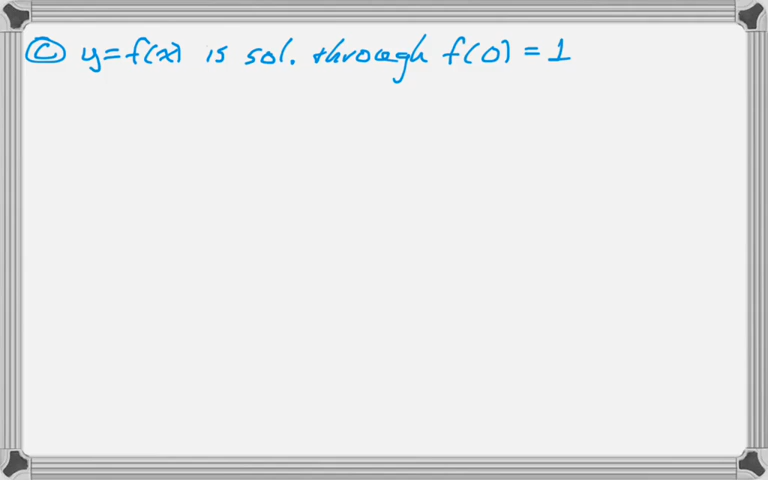 Ⓒ y=f(x) is sol. through f(0) = 1